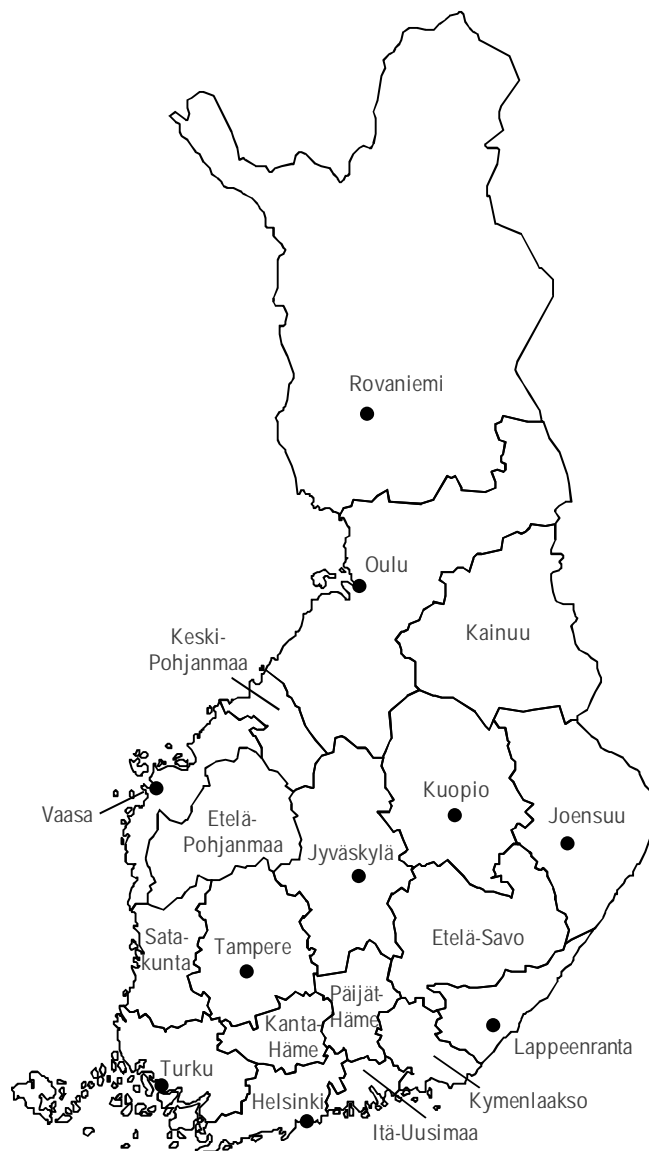 Rovaniemi
Oulu
Kainuu
Keski-
Pohjanmaa
Vaasa
Etelä-
Pohjanmaa
Kuopio
Joensuu
Jyväskylä
Sata-
kunta
Tampere
Etelä-Savo
Päijät-
Häme
Kanta-
Häme
Lappeenranta
Turku
Helsinki
Kymenlaakso
Itä-Uusimaa